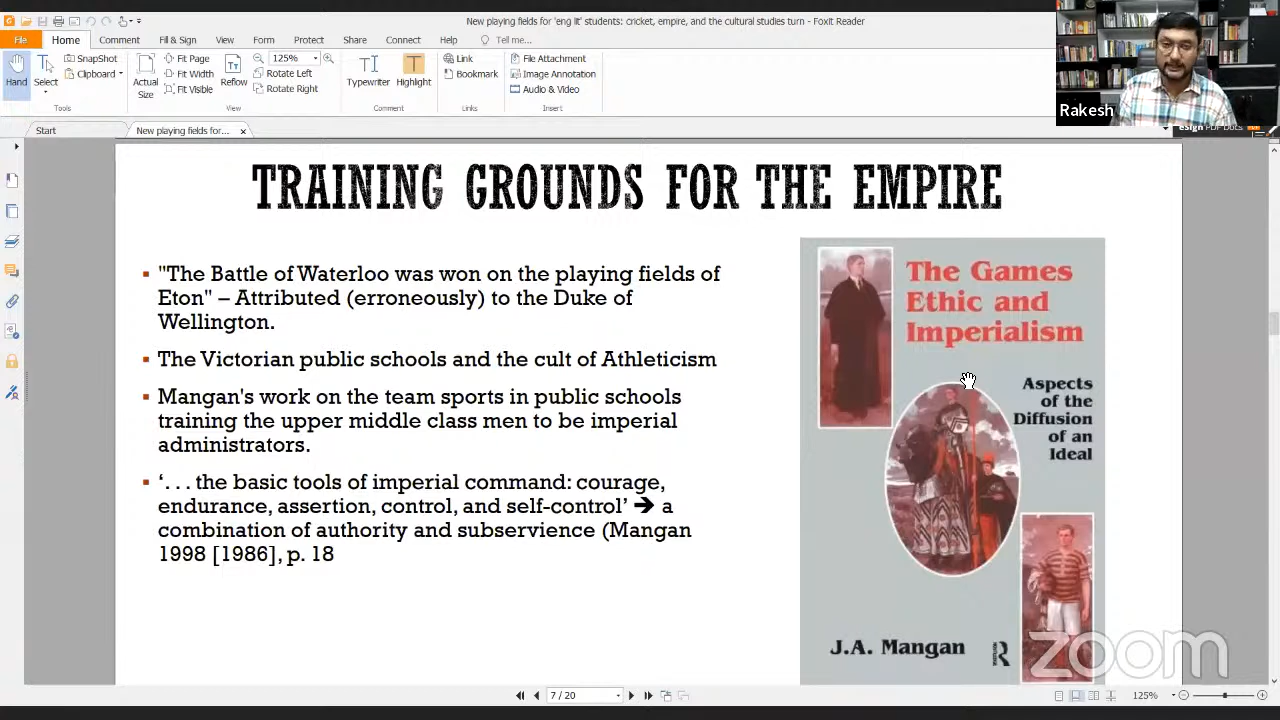 New playing fields for 'eng lit' students: cricket, empire, and the cultural studies turn - Foxit Reader
File
Home
Comment
Fill & Sign
View
Form
Protect
Share
Connect
Help
Tell me...
Hand
Select
SnapShot
Clipboard
Tools
Actual
Size
Fit Page
Fit Width
Fit Visible
Reflow
125%
Rotate Left
Rotate Right
View
Typewriter
Highlight
Comment
Link
Bookmark
Links
File Attachment
Image Annotation
Audio & Video
Insert
Rakesh
eSign PDF Docs
Start
New playing fields for...
TRAINING GROUNDS FOR THE EMPIRE
"The Battle of Waterloo was won on the playing fields of
Eton" – Attributed (erroneously) to the Duke of
Wellington.
The Victorian public schools and the cult of Athleticism
Mangan's work on the team sports in public schools
training the upper middle class men to be imperial
administrators.
‘. . . the basic tools of imperial command: courage,
endurance, assertion, control, and self-control’ ➔ a
combination of authority and subservience (Mangan
1998 [1986], p. 18
The Games
Ethic and
Imperialism
Aspects
of the
Diffusion
of an
Ideal
J.A. Mangan
zoom
7 / 20
125%